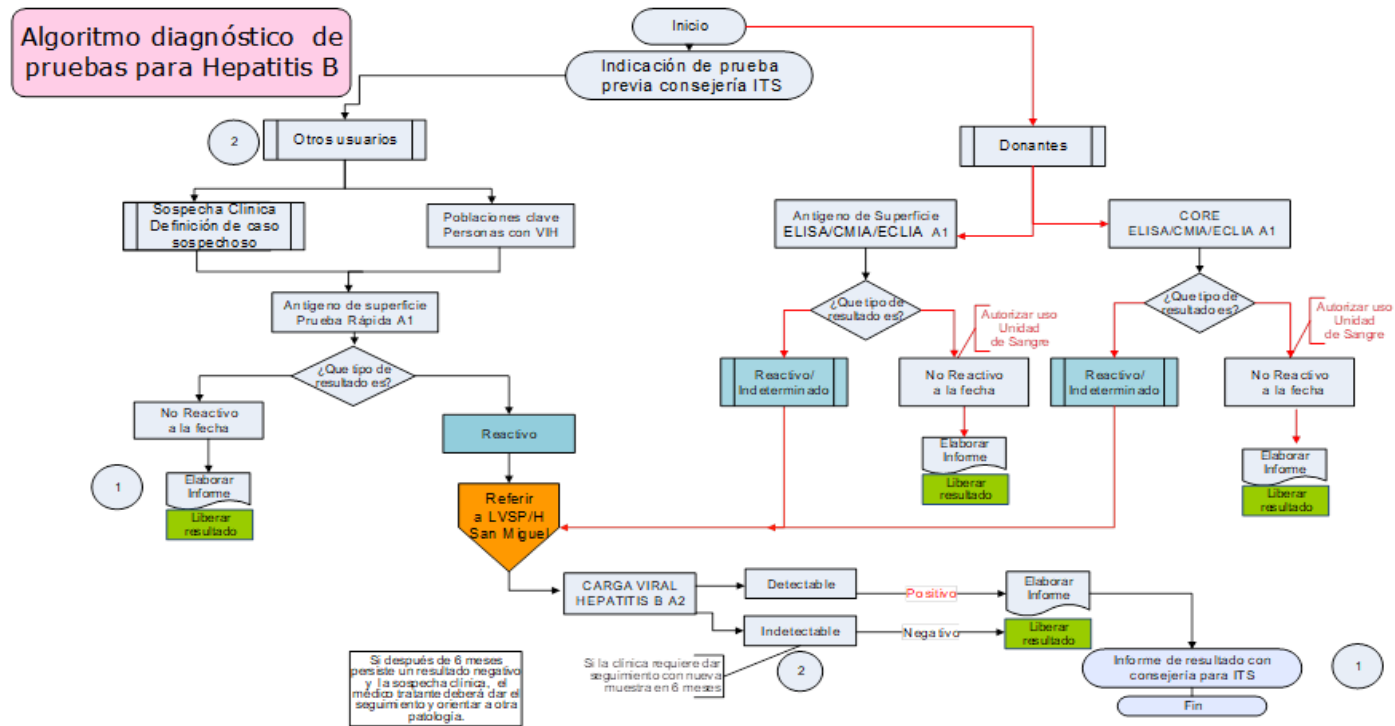 Algoritmo diagnóstico de
pruebas para Hepatitis B
Inicio
Indicación de prueba
previa consejería ITS
2
Otros usuarios
Donantes
Sospecha Clinica
Definición de caso
sospechoso
Poblaciones clave
Personas con VIH
Antígeno de Superficie
ELISA/CMIA/ECLIA A1
CORE
ELISA/CMIA/ECLIA A1
Antígeno de superficie
Prueba Rápida A1
¿Que tipo de
resultado es?
Autorizar uso
Unidad
de Sangre
¿Que tipo de
resultado es?
Autorizar uso
Unidad
de Sangre
¿Que tipo de
resultado es?
Reactivo/
Indeterminado
No Reactivo
a la fecha
Reactivo/
Indeterminado
No Reactivo
a la fecha
No Reactivo
a la fecha
Reactivo
Elaborar
Informe
Liberar
resultado
Elaborar
Informe
Liberar
resultado
1
Elaborar
Informe
Liberar
resultado
Referir
a LVSP/H
San Miguel
CARGA VIRAL
HEPATITIS B A2
Detectable
Positivo
Elaborar
Informe
Indetectable
Negativo
Liberar
resultado
Si después de 6 meses
persiste un resultado negativo
y la sospecha clínica, el
médico tratante deberá dar el
seguimiento y orientar a otra
patología.
Si la clínica requiere dar
seguimiento con nueva
muestra en 6 meses
2
Informe de resultado con
consejería para ITS
1
Fin